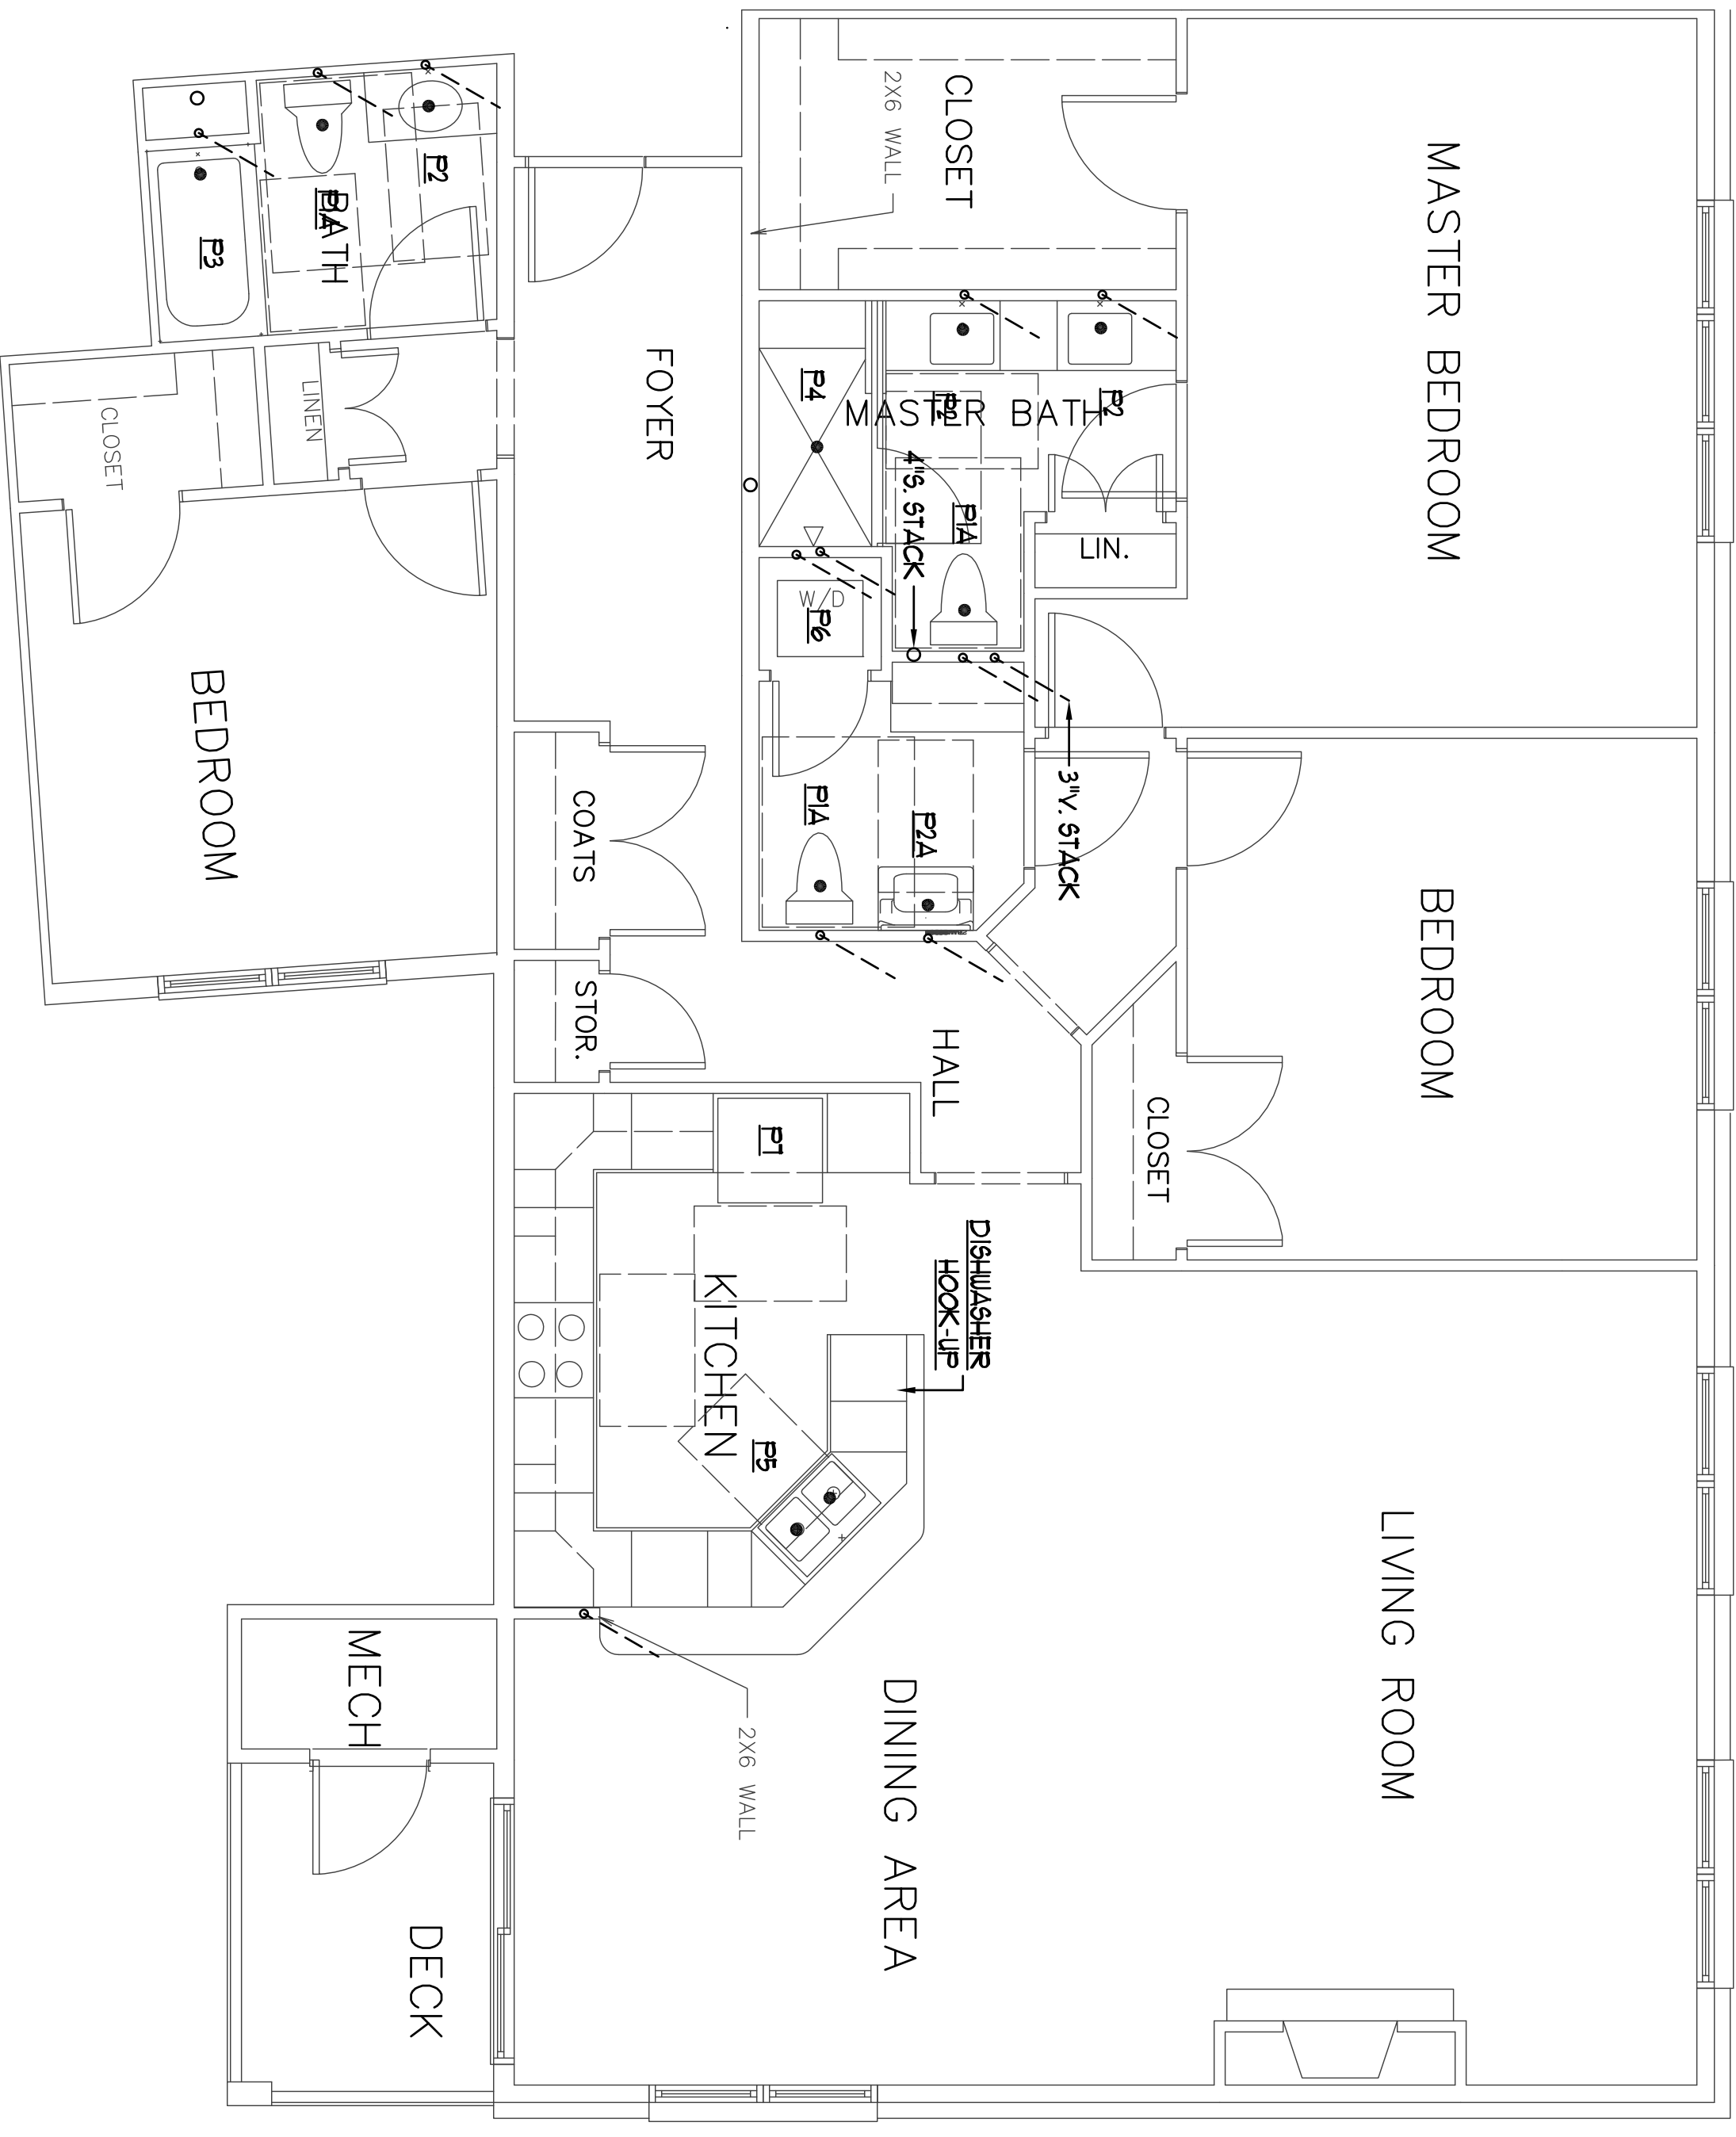 MASTER BEDROOM
BEDROOM
LIVING ROOM
CLOSET
2X6 WALL
MASTER BATH
P2
P2
P4
P1A
LIN.
4"S. STACK
3"V. STACK
W/D
P6
P1A
P2A
CLOSET
HALL
FOYER
COATS
STOR.
P2
BATH
P1A
P3
LINEN
CLOSET
BEDROOM
DISHWASHER
HOOK-UP
P7
KITCHEN
P5
DINING AREA
2X6 WALL
MECH
DECK